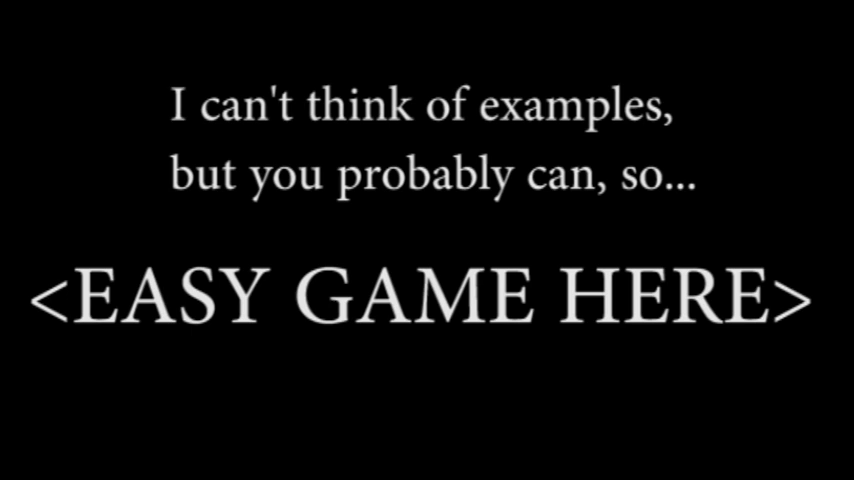 I can't think of examples,
but you probably can, so...
<EASY GAME HERE>